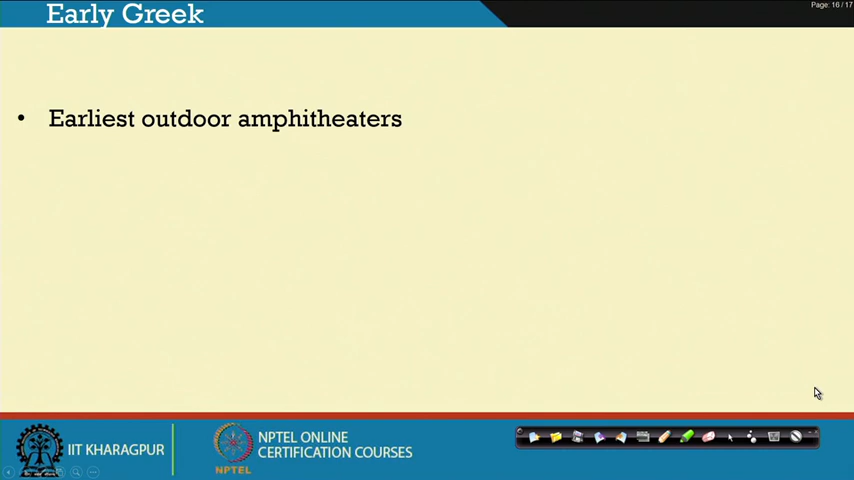 Early Greek
Page: 16 / 17
• Earliest outdoor amphitheaters
IIT KHARAGPUR
NPTEL
NPTEL ONLINE
CERTIFICATION COURSES